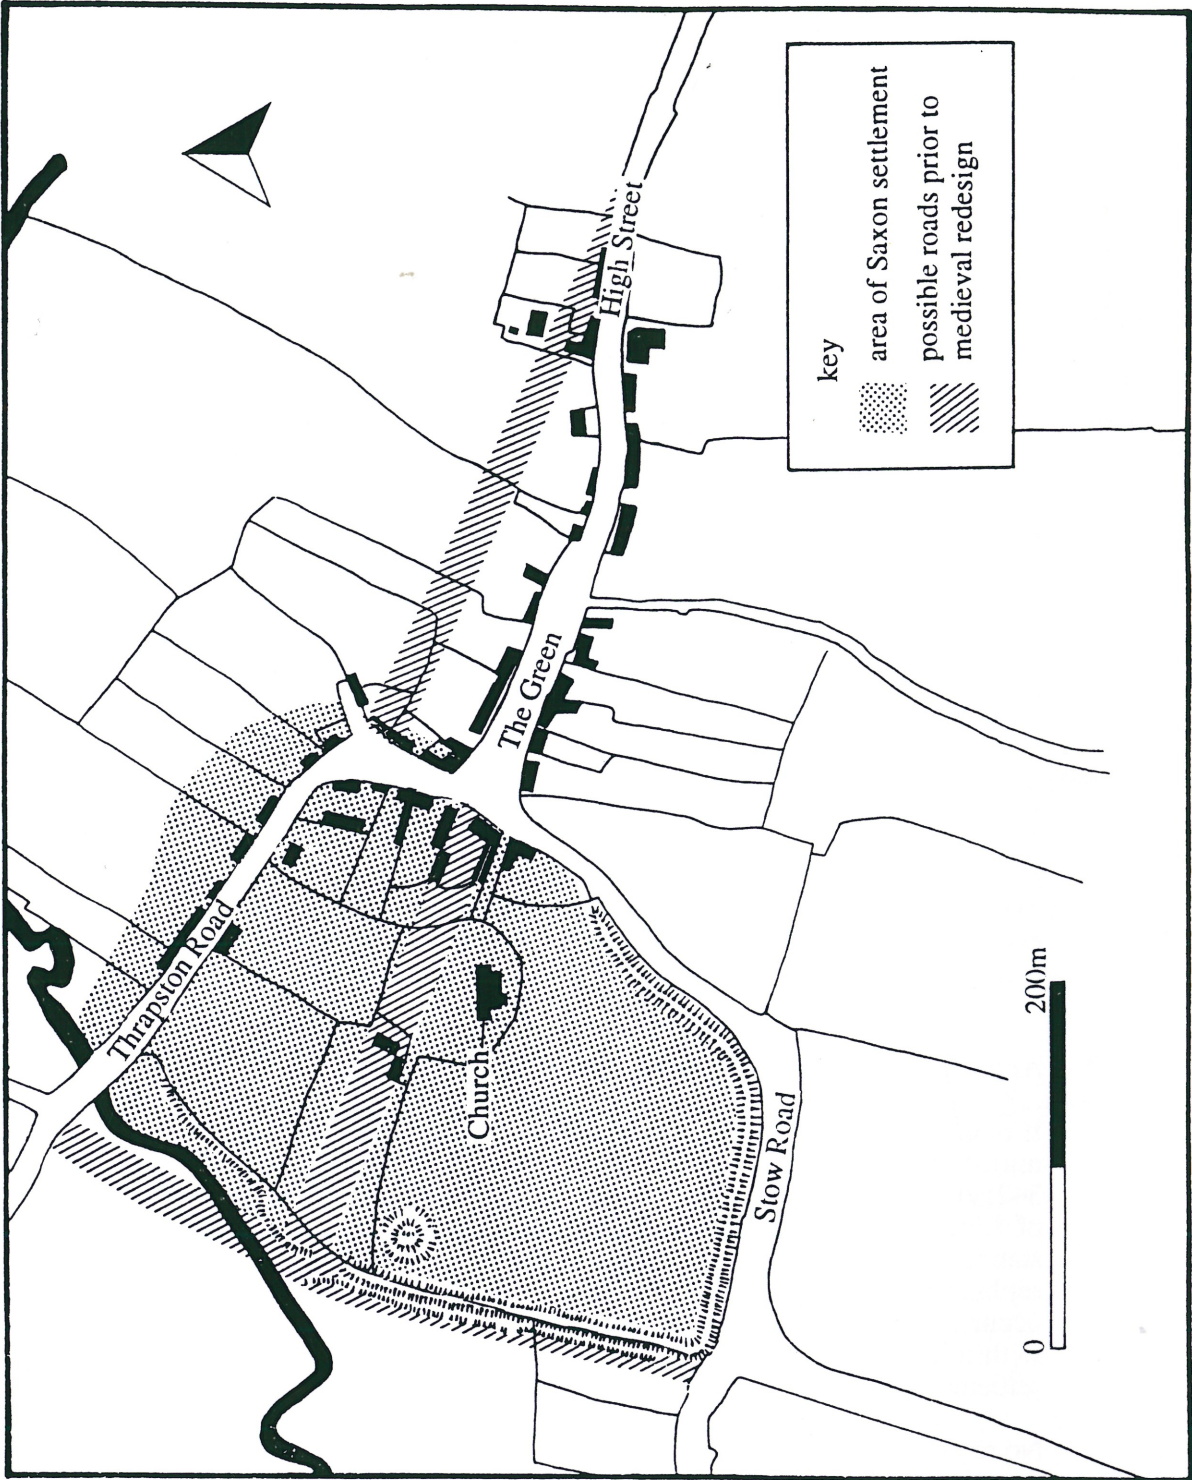 Thrapston Road
High Street
The Green
Church
Stow Road
key
area of Saxon settlement
possible roads prior to
medieval redesign
0
200m